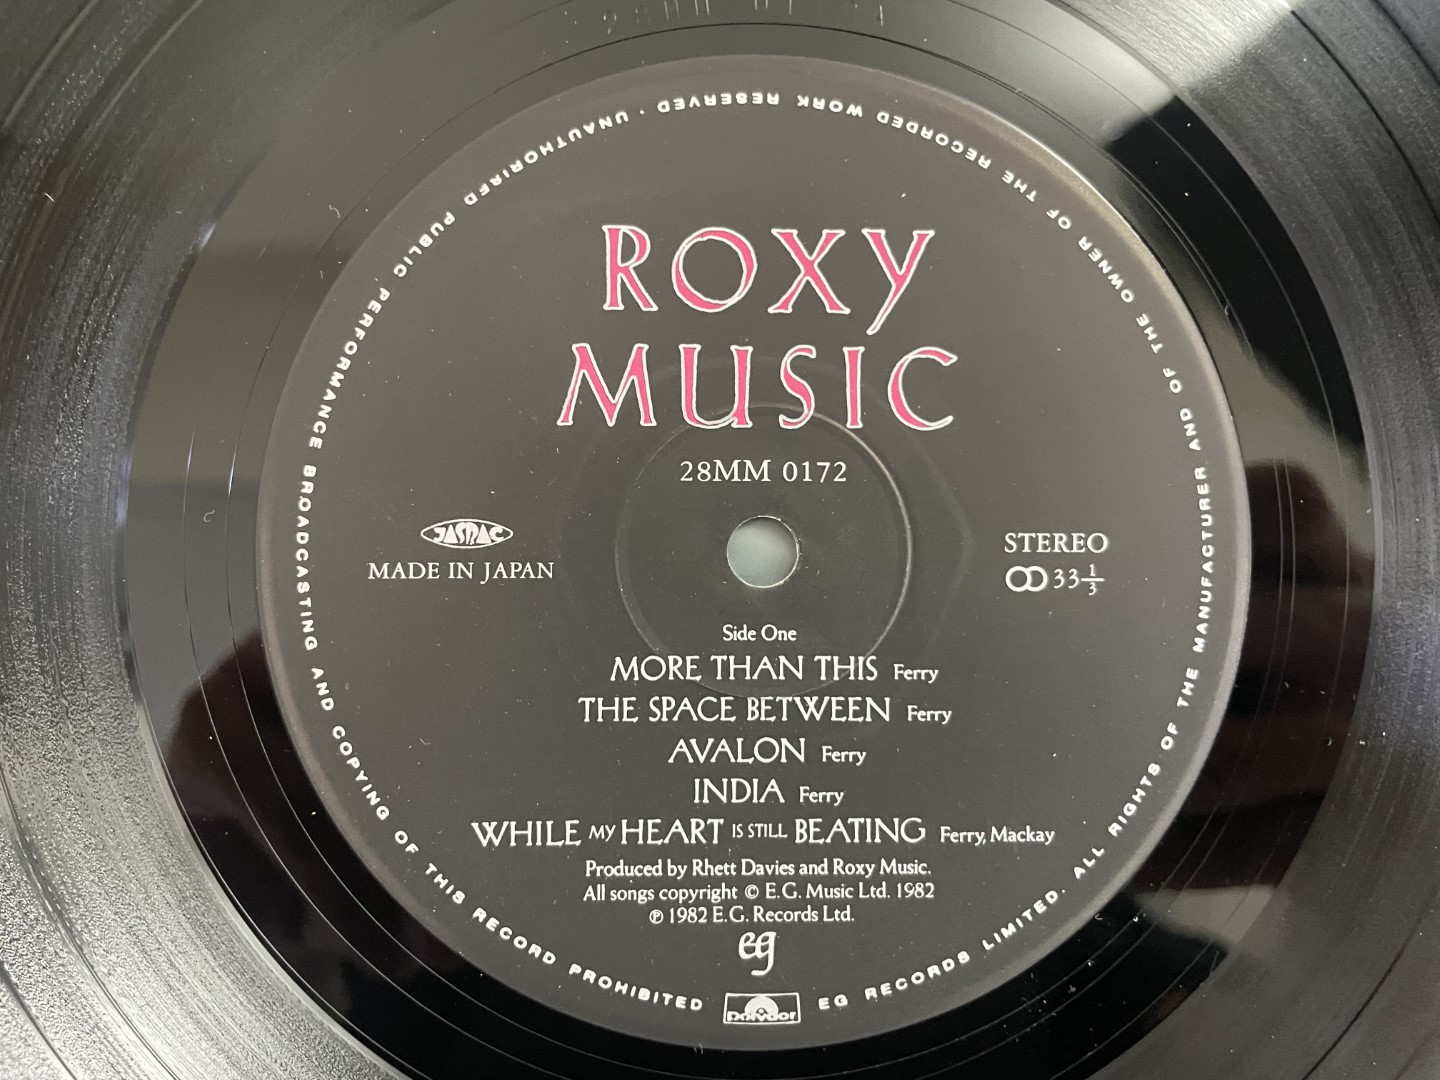 ROXY
MUSIC
28MM 0172
JASRAC
MADE IN JAPAN
STEREO
33 1/3
Side One
MORE THAN THIS Ferry
THE SPACE BETWEEN Ferry
AVALON Ferry
INDIA Ferry
WHILE MY HEART IS STILL BEATING Ferry, Mackay
Produced by Rhett Davies and Roxy Music.
All songs copyright © E.G. Music Ltd. 1982
℗ 1982 E.G. Records Ltd.
eg
Polydor
EG RECORDS LIMITED. ALL RIGHTS OF THE MANUFACTURER AND OF THE OWNER OF THE RECORDED WORK RESERVED · UNAUTHORISED PUBLIC PERFORMANCE BROADCASTING AND COPYING OF THIS RECORD PROHIBITED